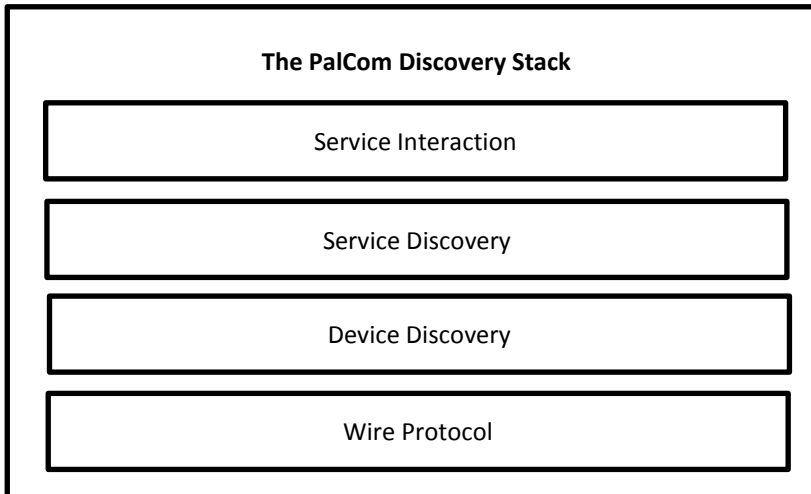 The PalCom Discovery Stack
Service Interaction
Service Discovery
Device Discovery
Wire Protocol